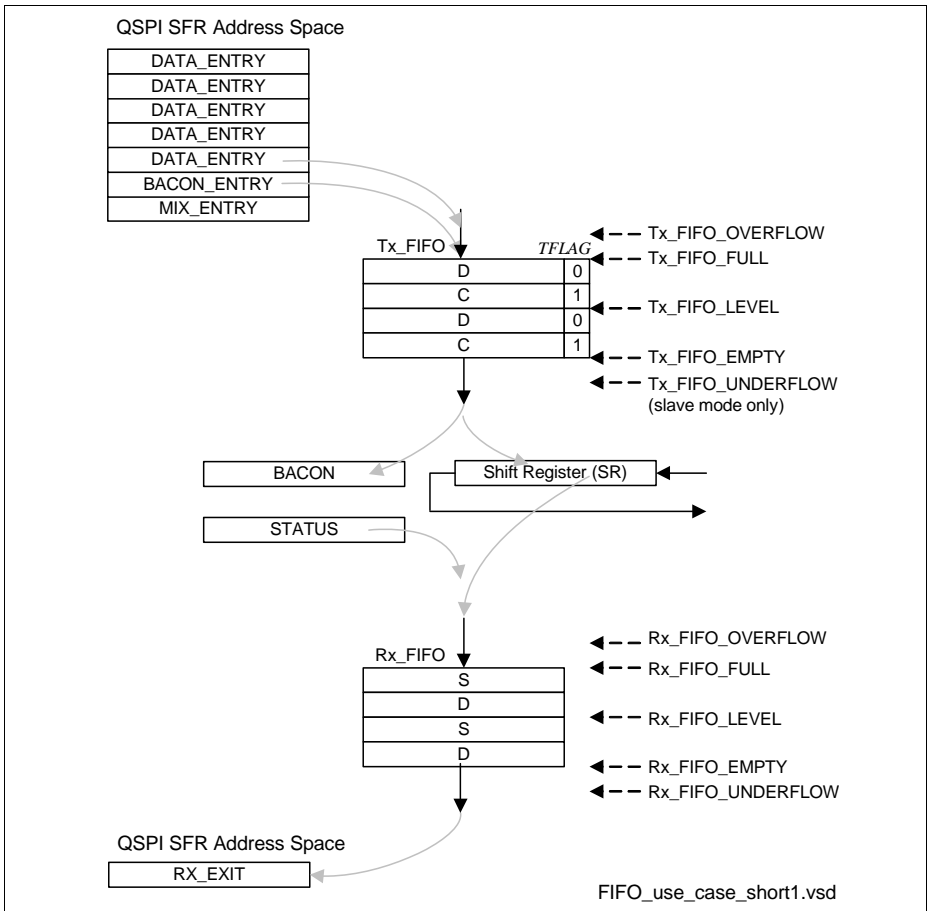 QSPI SFR Address Space
DATA_ENTRY
DATA_ENTRY
DATA_ENTRY
DATA_ENTRY
DATA_ENTRY
BACON_ENTRY
MIX_ENTRY
Tx_FIFO
TFLAG
D 0
C 1
D 0
C 1
Tx_FIFO_OVERFLOW
Tx_FIFO_FULL
Tx_FIFO_LEVEL
Tx_FIFO_EMPTY
Tx_FIFO_UNDERFLOW
(slave mode only)
BACON
Shift Register (SR)
STATUS
Rx_FIFO
S
D
S
D
Rx_FIFO_OVERFLOW
Rx_FIFO_FULL
Rx_FIFO_LEVEL
Rx_FIFO_EMPTY
Rx_FIFO_UNDERFLOW
QSPI SFR Address Space
RX_EXIT
FIFO_use_case_short1.vsd